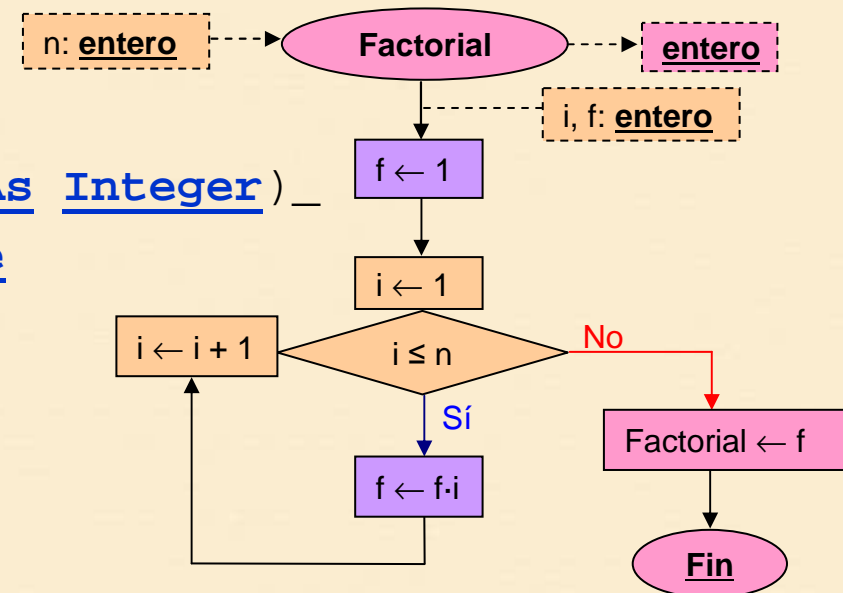 n: entero
Factorial
entero
i, f: entero
f ← 1
As Integer)_
e
i ← 1
i ← i + 1
i ≤ n
No
Sí
Factorial ← f
f ← f·i
Fin